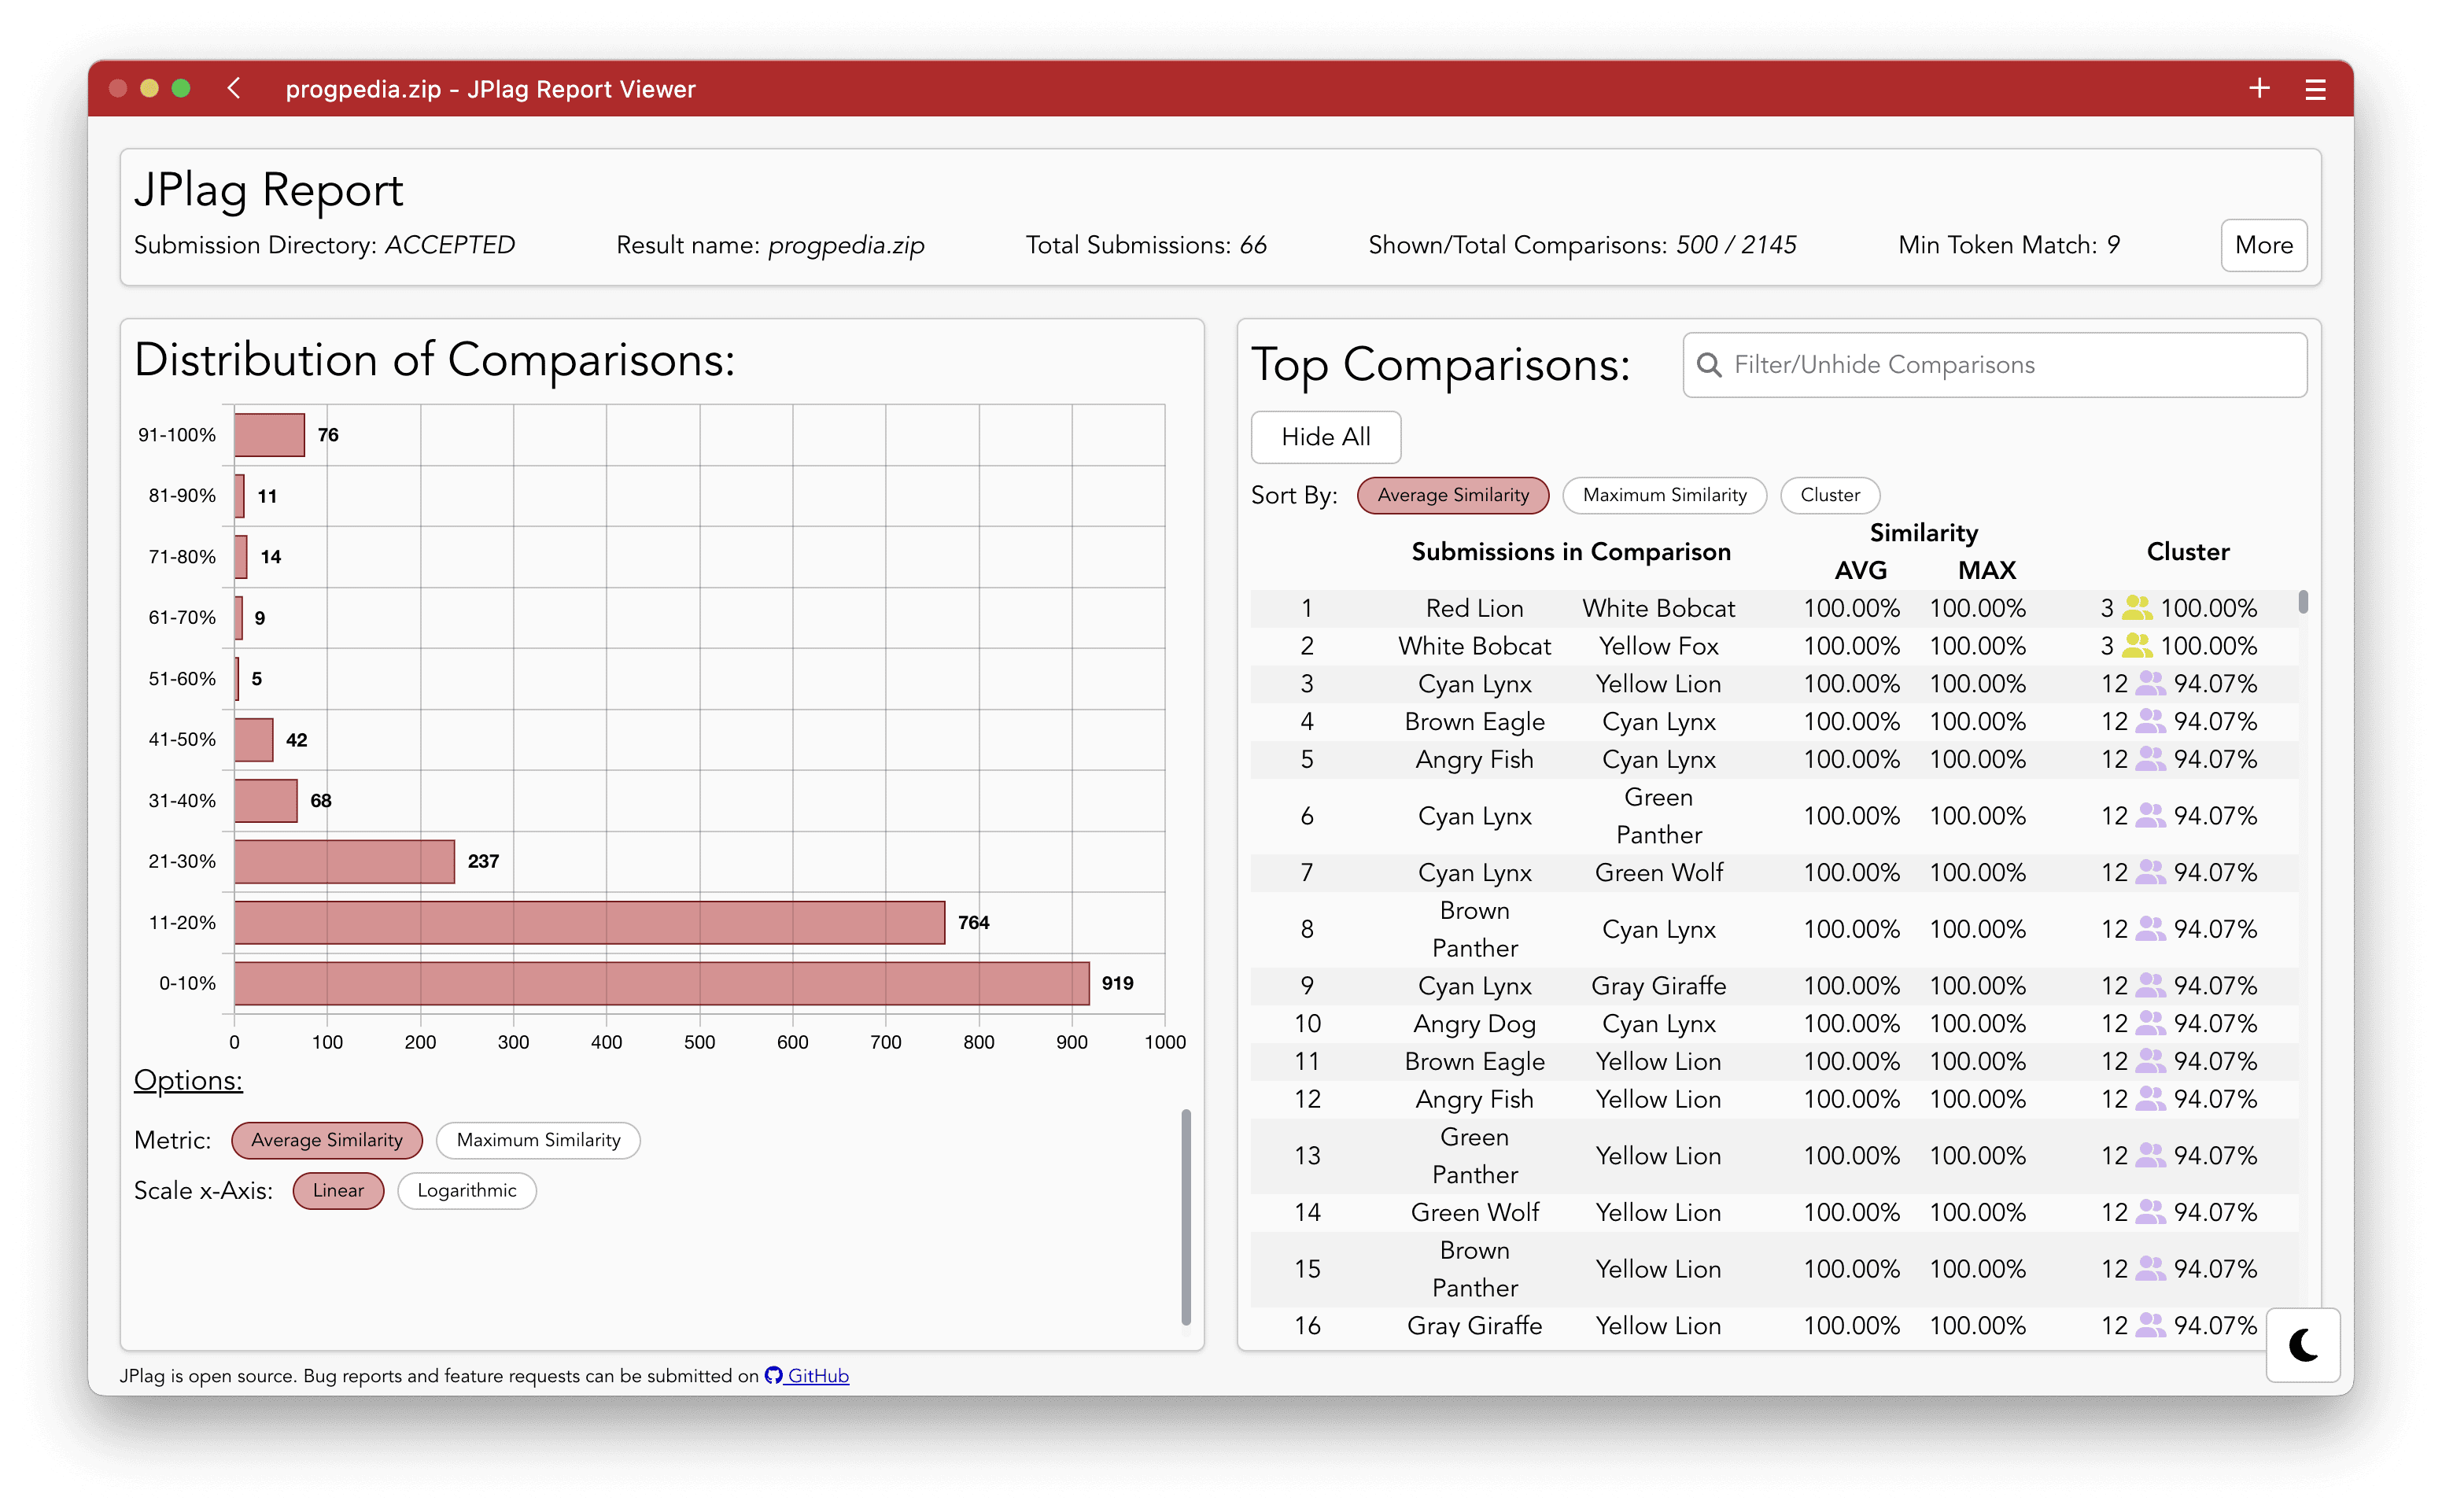 progpedia.zip - JPlag Report Viewer
JPlag Report
Submission Directory: ACCEPTED Result name: progpedia.zip Total Submissions: 66 Shown/Total Comparisons: 500 / 2145 Min Token Match: 9 More
Distribution of Comparisons:
91-100% 76
81-90% 11
71-80% 14
61-70% 9
51-60% 5
41-50% 42
31-40% 68
21-30% 237
11-20% 764
0-10% 919
0 100 200 300 400 500 600 700 800 900 1000
Options:
Metric: Average Similarity Maximum Similarity
Scale x-Axis: Linear Logarithmic
Top Comparisons: Filter/Unhide Comparisons
Hide All
Sort By: Average Similarity Maximum Similarity Cluster
Submissions in Comparison Similarity Cluster
AVG MAX
1 Red Lion White Bobcat 100.00% 100.00% 3 100.00%
2 White Bobcat Yellow Fox 100.00% 100.00% 3 100.00%
3 Cyan Lynx Yellow Lion 100.00% 100.00% 12 94.07%
4 Brown Eagle Cyan Lynx 100.00% 100.00% 12 94.07%
5 Angry Fish Cyan Lynx 100.00% 100.00% 12 94.07%
6 Cyan Lynx Green Panther 100.00% 100.00% 12 94.07%
7 Cyan Lynx Green Wolf 100.00% 100.00% 12 94.07%
8 Brown Panther Cyan Lynx 100.00% 100.00% 12 94.07%
9 Cyan Lynx Gray Giraffe 100.00% 100.00% 12 94.07%
10 Angry Dog Cyan Lynx 100.00% 100.00% 12 94.07%
11 Brown Eagle Yellow Lion 100.00% 100.00% 12 94.07%
12 Angry Fish Yellow Lion 100.00% 100.00% 12 94.07%
13 Green Panther Yellow Lion 100.00% 100.00% 12 94.07%
14 Green Wolf Yellow Lion 100.00% 100.00% 12 94.07%
15 Brown Panther Yellow Lion 100.00% 100.00% 12 94.07%
16 Gray Giraffe Yellow Lion 100.00% 100.00% 12 94.07%
JPlag is open source. Bug reports and feature requests can be submitted on GitHub